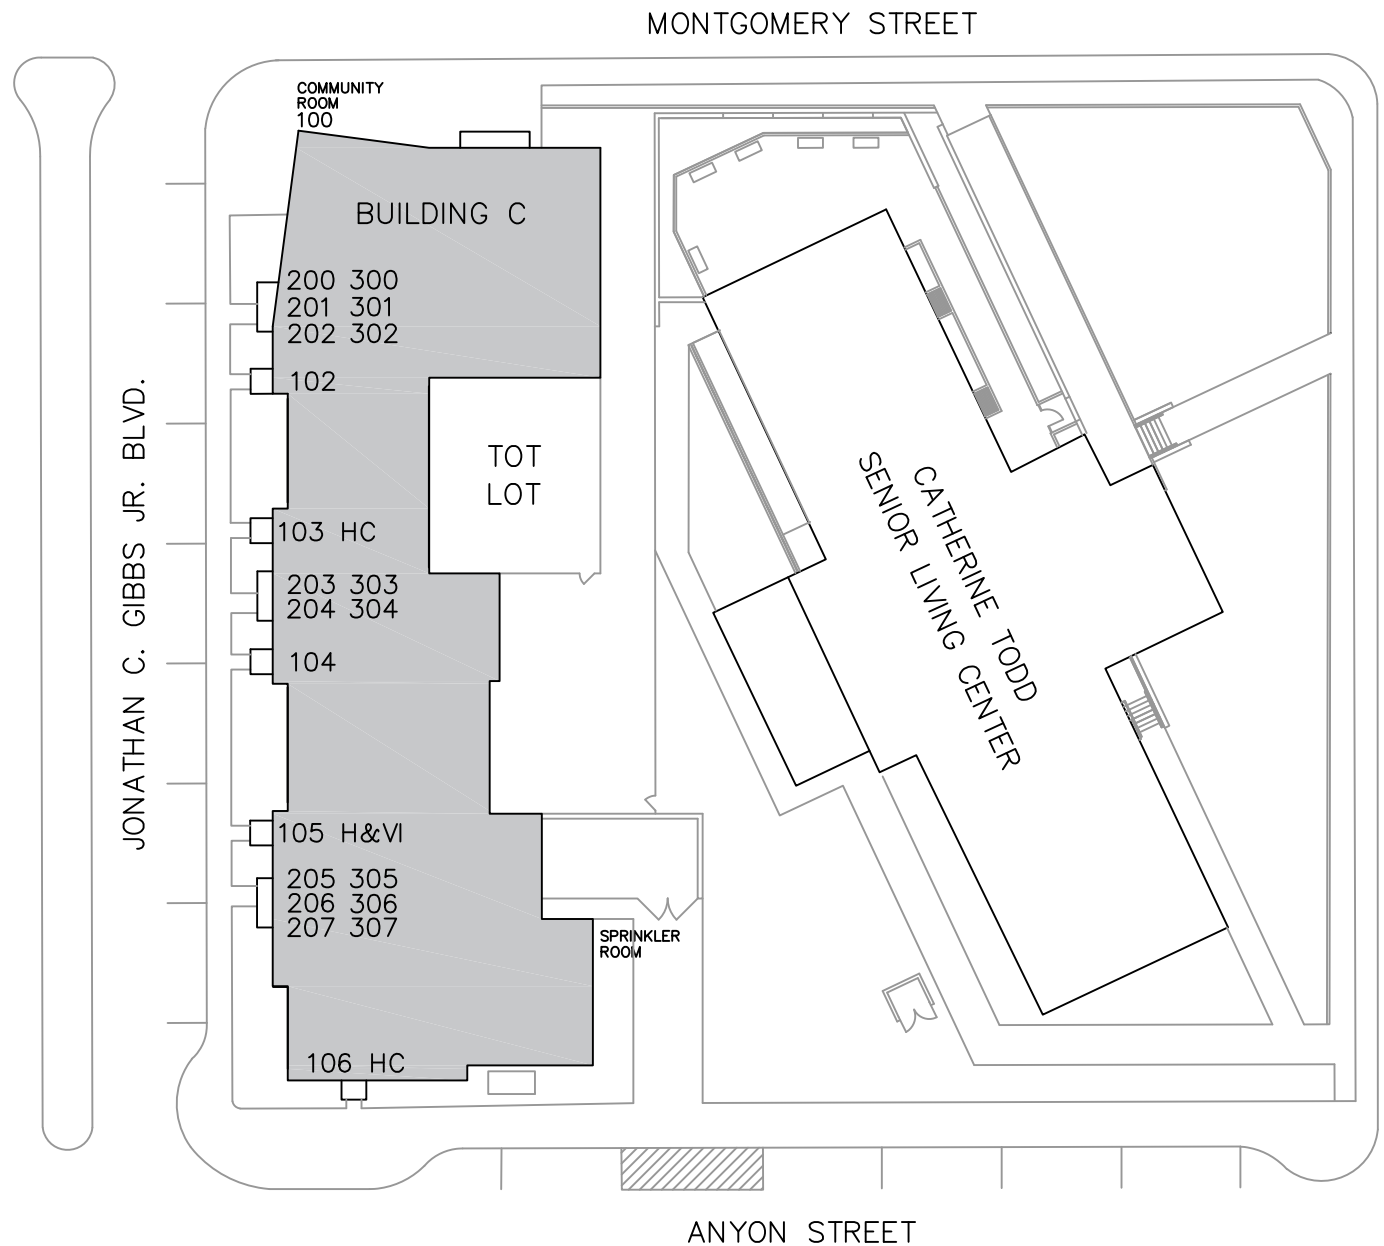 MONTGOMERY STREET
COMMUNITY
ROOM
100
BUILDING C
200 300
201 301
202 302
102
TOT
LOT
103 HC
203 303
204 304
104
105 H&VI
205 305
206 306
207 307
SPRINKLER
ROOM
106 HC
JONATHAN C. GIBBS JR. BLVD.
CATHERINE TODD
SENIOR LIVING CENTER
ANYON STREET